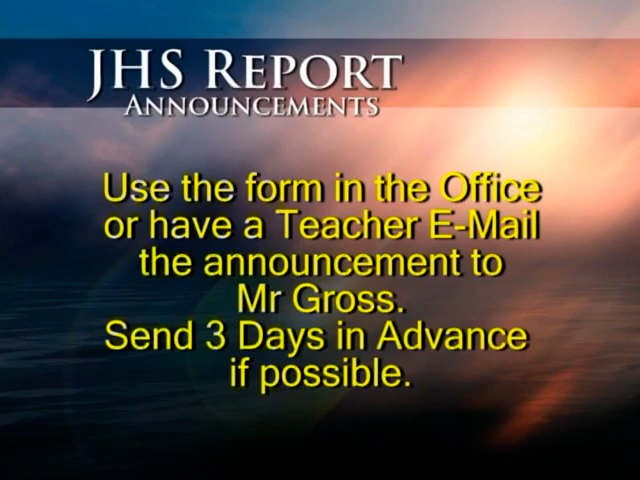 JHS REPORT
ANNOUNCEMENTS
Use the form in the Office
or have a Teacher E-Mail
the announcement to
Mr Gross.
Send 3 Days in Advance
if possible.